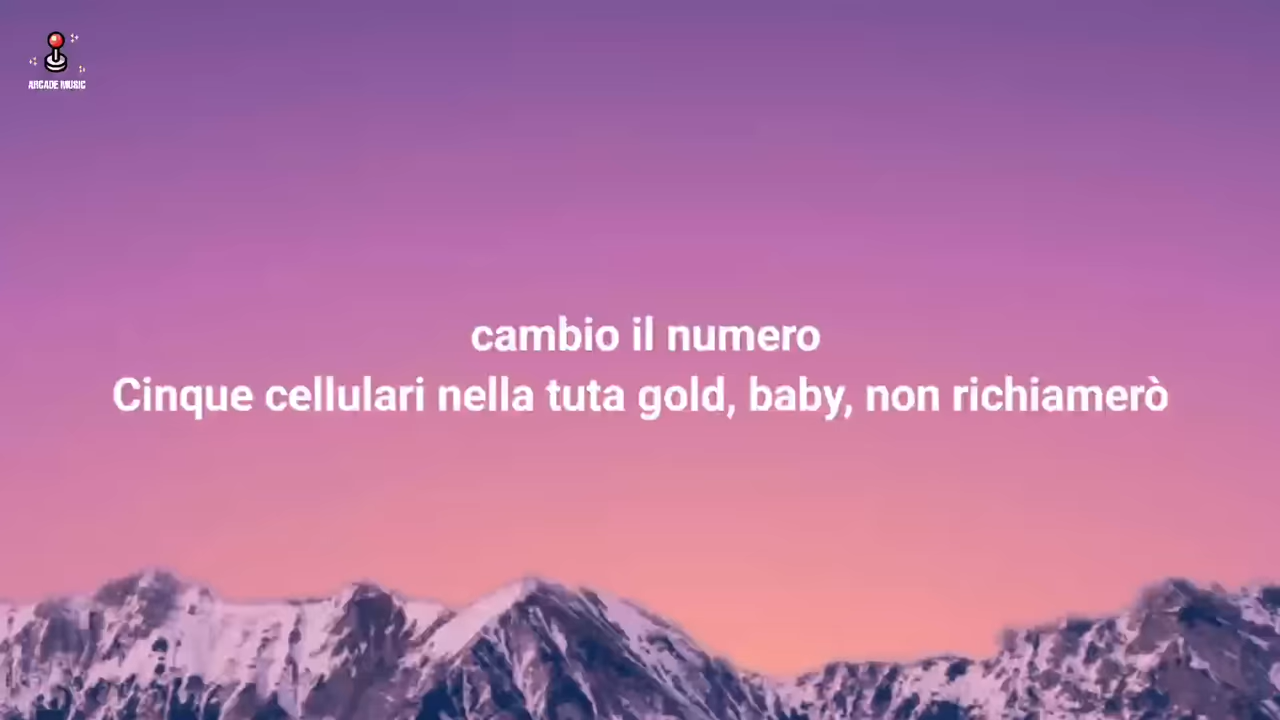 ARCADE MUSIC
cambio il numero
Cinque cellulari nella tuta gold, baby, non richiamerò